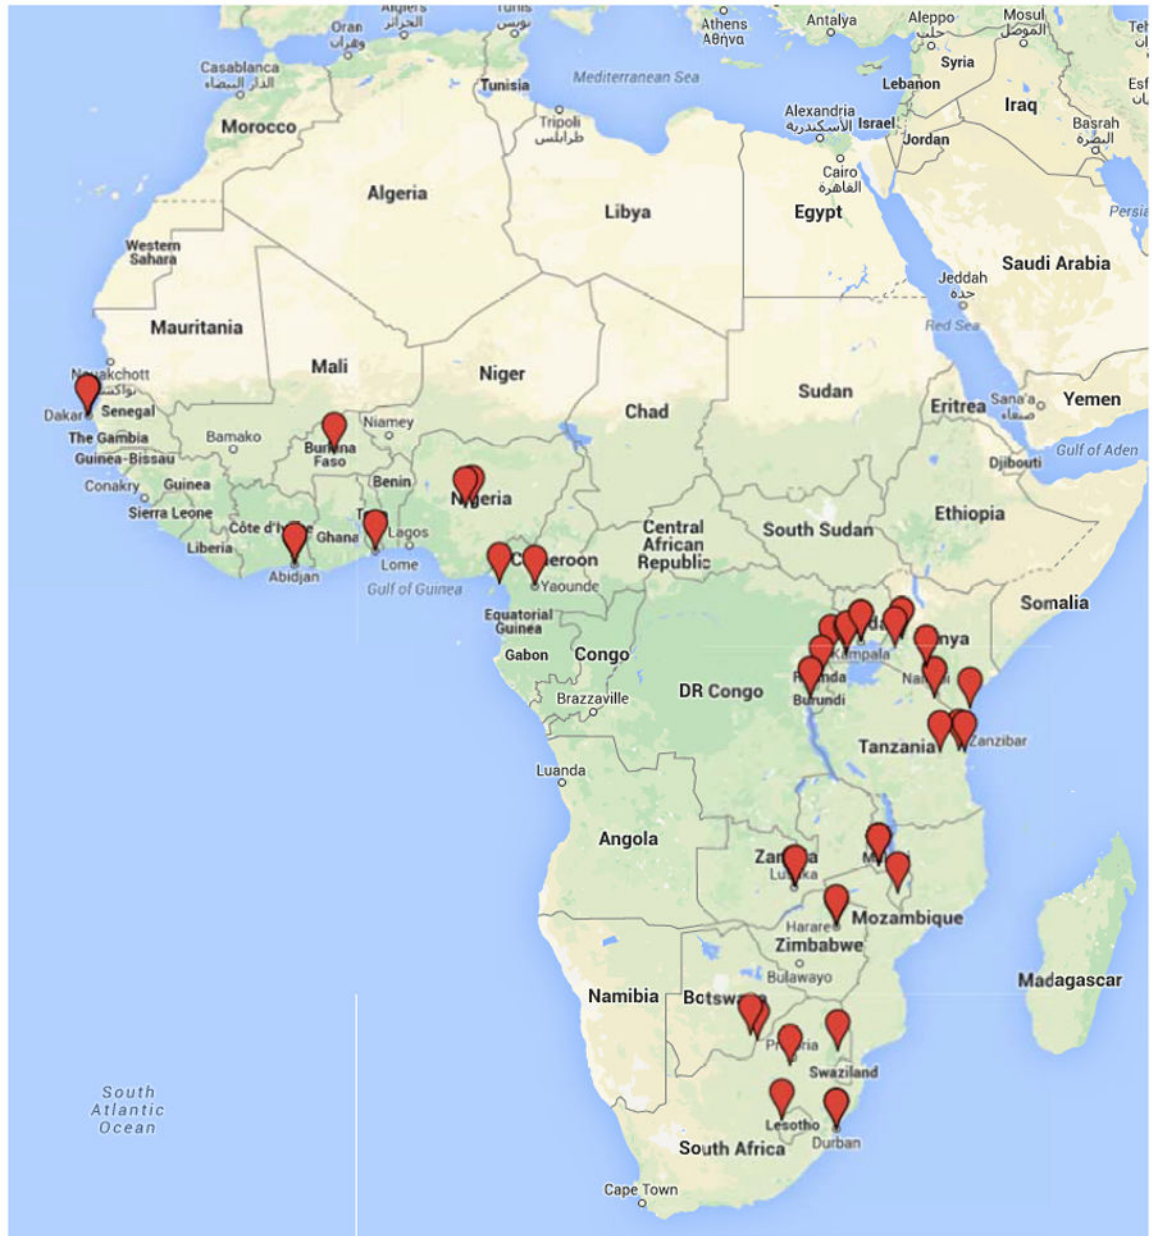 Algiers
الجزائر
Tunis
تونس
Oran
وهران
Athens
Αθήνα
Antalya
Aleppo
حلب
Mosul
الموصل
Casablanca
الدار البيضاء
Tunisia
Mediterranean Sea
Syria
Lebanon
Iraq
Morocco
Tripoli
طرابلس
Alexandria
الأسكندرية
Israel
Jordan
Basrah
البصرة
Cairo
القاهرة
Algeria
Libya
Egypt
Western
Sahara
Saudi Arabia
Jeddah
جدة
Red Sea
Mauritania
Mali
Niger
Chad
Sudan
Eritrea
Sana'a
صنعاء
Yemen
Dakar
Senegal
The Gambia
Guinea-Bissau
Bamako
Niamey
Faso
Gulf of Aden
Djibouti
Conakry
Guinea
Benin
Nigeria
Sierra Leone
Ghana
Lagos
Liberia
Abidjan
Lome
Gulf of Guinea
Central
African
Republic
South Sudan
Ethiopia
Yaounde
Equatorial
Guinea
Somalia
Gabon
Congo
Kampala
DR Congo
Brazzaville
Burundi
Tanzania
Zanzibar
Luanda
Angola
Mozambique
Harare
Zimbabwe
Bulawayo
Namibia
Madagascar
Swaziland
South
Atlantic
Ocean
Lesotho
Durban
South Africa
Cape Town